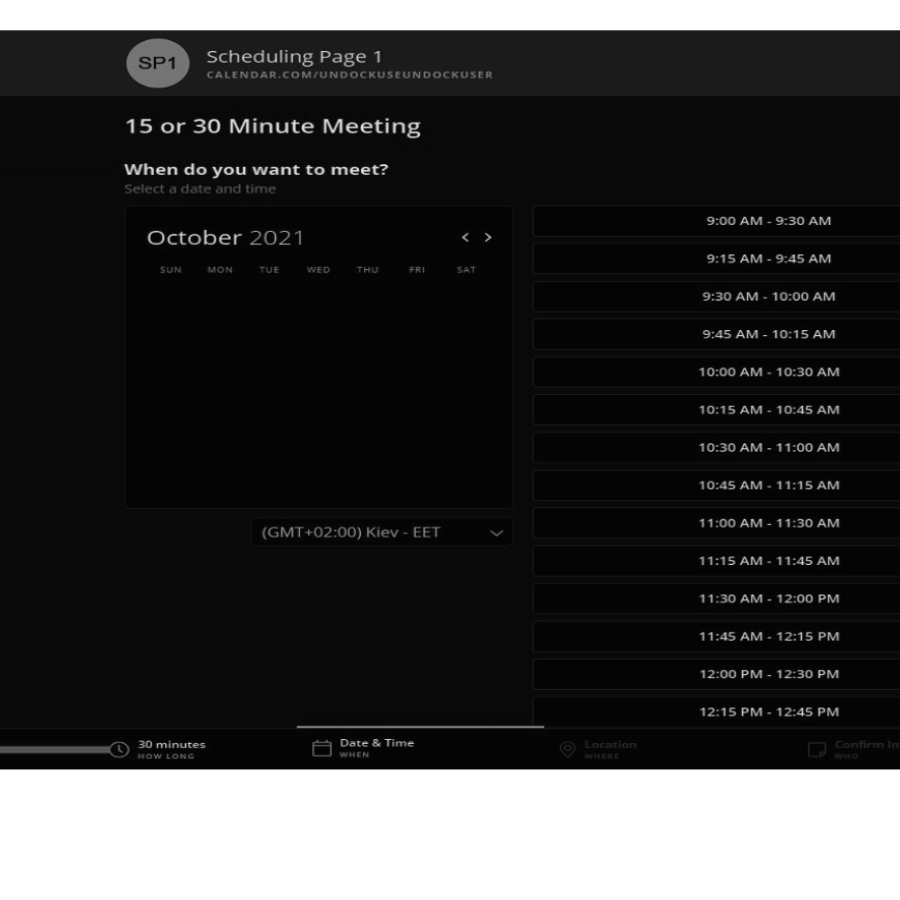 SP1
Scheduling Page 1
CALENDAR.COM/UNDOCKUSEUNDOCKUSER
15 or 30 Minute Meeting
When do you want to meet?
Select a date and time
October 2021
< >
SUN MON TUE WED THU FRI SAT
(GMT+02:00) Kiev - EET
9:00 AM - 9:30 AM
9:15 AM - 9:45 AM
9:30 AM - 10:00 AM
9:45 AM - 10:15 AM
10:00 AM - 10:30 AM
10:15 AM - 10:45 AM
10:30 AM - 11:00 AM
10:45 AM - 11:15 AM
11:00 AM - 11:30 AM
11:15 AM - 11:45 AM
11:30 AM - 12:00 PM
11:45 AM - 12:15 PM
12:00 PM - 12:30 PM
12:15 PM - 12:45 PM
30 minutes
HOW LONG
Date & Time
WHEN
Location
WHERE
Confirm In
WHO